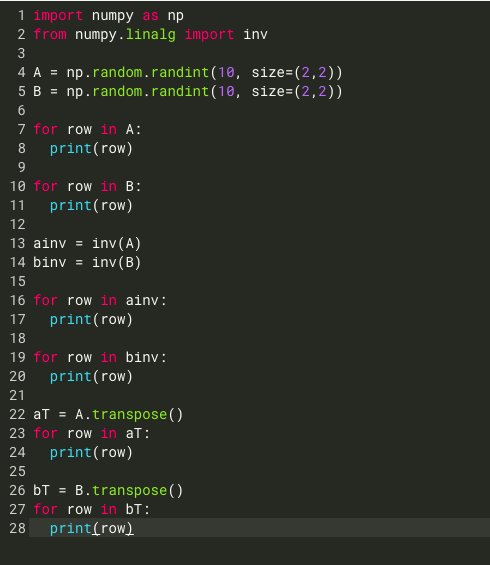 1 import numpy as np
2 from numpy.linalg import inv
3
4 A = np.random.randint(10, size=(2,2))
5 B = np.random.randint(10, size=(2,2))
6
7 for row in A:
8   print(row)
9
10 for row in B:
11   print(row)
12
13 ainv = inv(A)
14 binv = inv(B)
15
16 for row in ainv:
17   print(row)
18
19 for row in binv:
20   print(row)
21
22 aT = A.transpose()
23 for row in aT:
24   print(row)
25
26 bT = B.transpose()
27 for row in bT:
28   print(row)